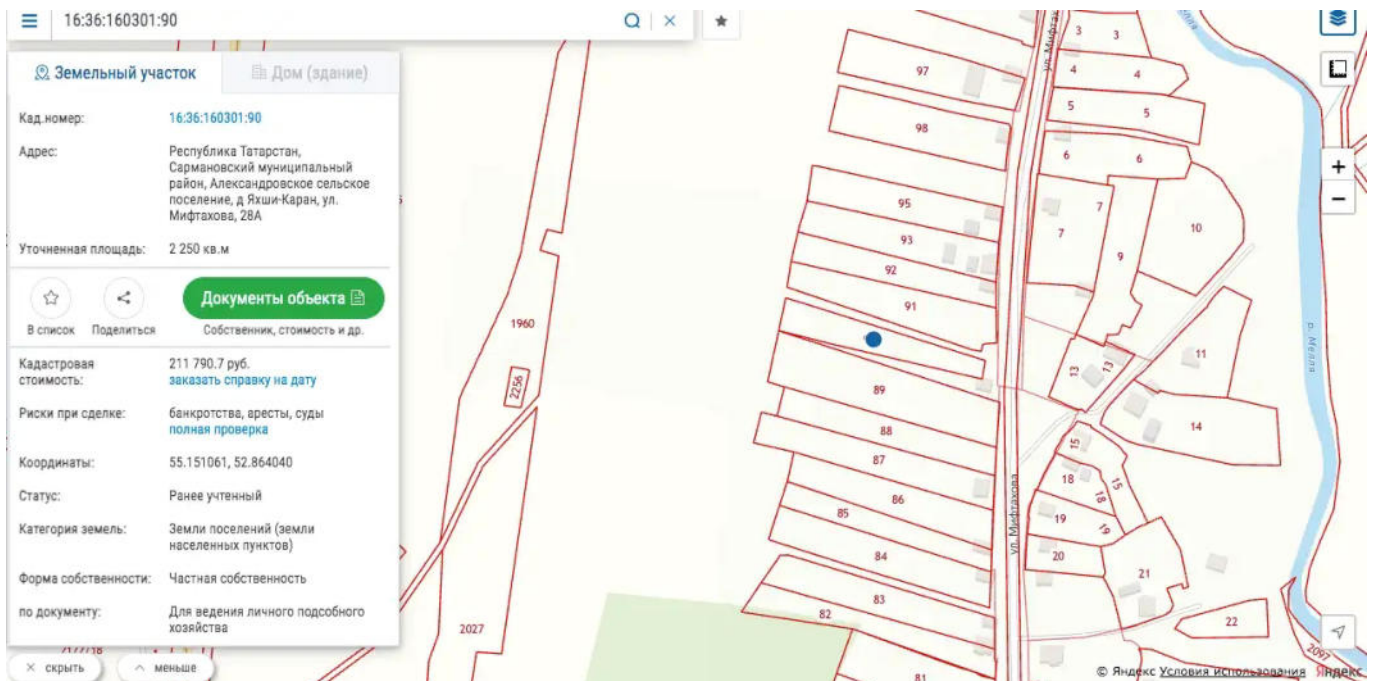 16:36:160301:90
Земельный участок
Дом (здание)
Кад.номер: 16:36:160301:90
Адрес: Республика Татарстан,
Сармановский муниципальный
район, Александровское сельское
поселение, д Яхши-Каран, ул.
Мифтахова, 28А
Уточненная площадь: 2 250 кв.м
В список
Поделиться
Документы объекта
Собственник, стоимость и др.
Кадастровая
стоимость:
211 790.7 руб.
заказать справку на дату
Риски при сделке: банкротства, аресты, суды
полная проверка
Координаты: 55.151061, 52.864040
Статус: Ранее учтенный
Категория земель: Земли поселений (земли
населенных пунктов)
Форма собственности: Частная собственность
по документу: Для ведения личного подсобного
хозяйства
скрыть
меньше
1960
2256
2027
97
98
95
93
92
91
89
88
87
86
85
84
83
82
81
ул. Мифтахова
ул. Мифтахова
3
3
4
4
5
5
6
6
7
7
9
10
11
13
13
14
15
15
18
18
19
19
20
21
22
2097
р. Мелля
+
−
© Яндекс Условия использования Яндекс